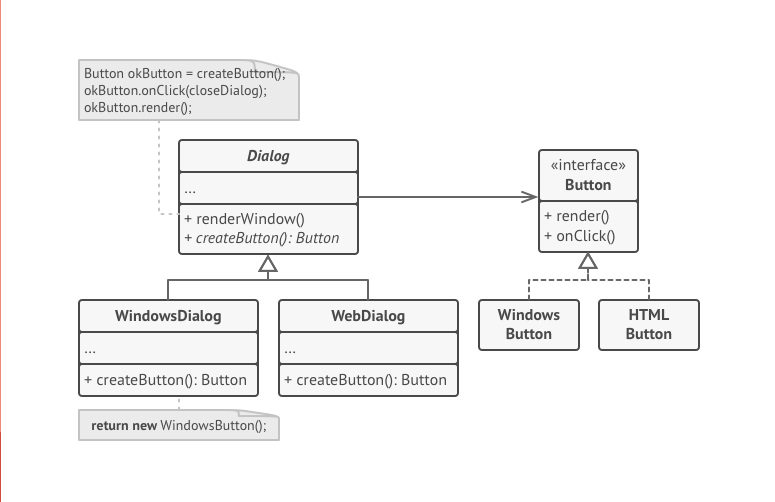 Button okButton = createButton();
okButton.onClick(closeDialog);
okButton.render();
Dialog
...
+ renderWindow()
+ createButton(): Button
«interface»
Button
+ render()
+ onClick()
WindowsDialog
...
+ createButton(): Button
WebDialog
...
+ createButton(): Button
Windows
Button
HTML
Button
return new WindowsButton();